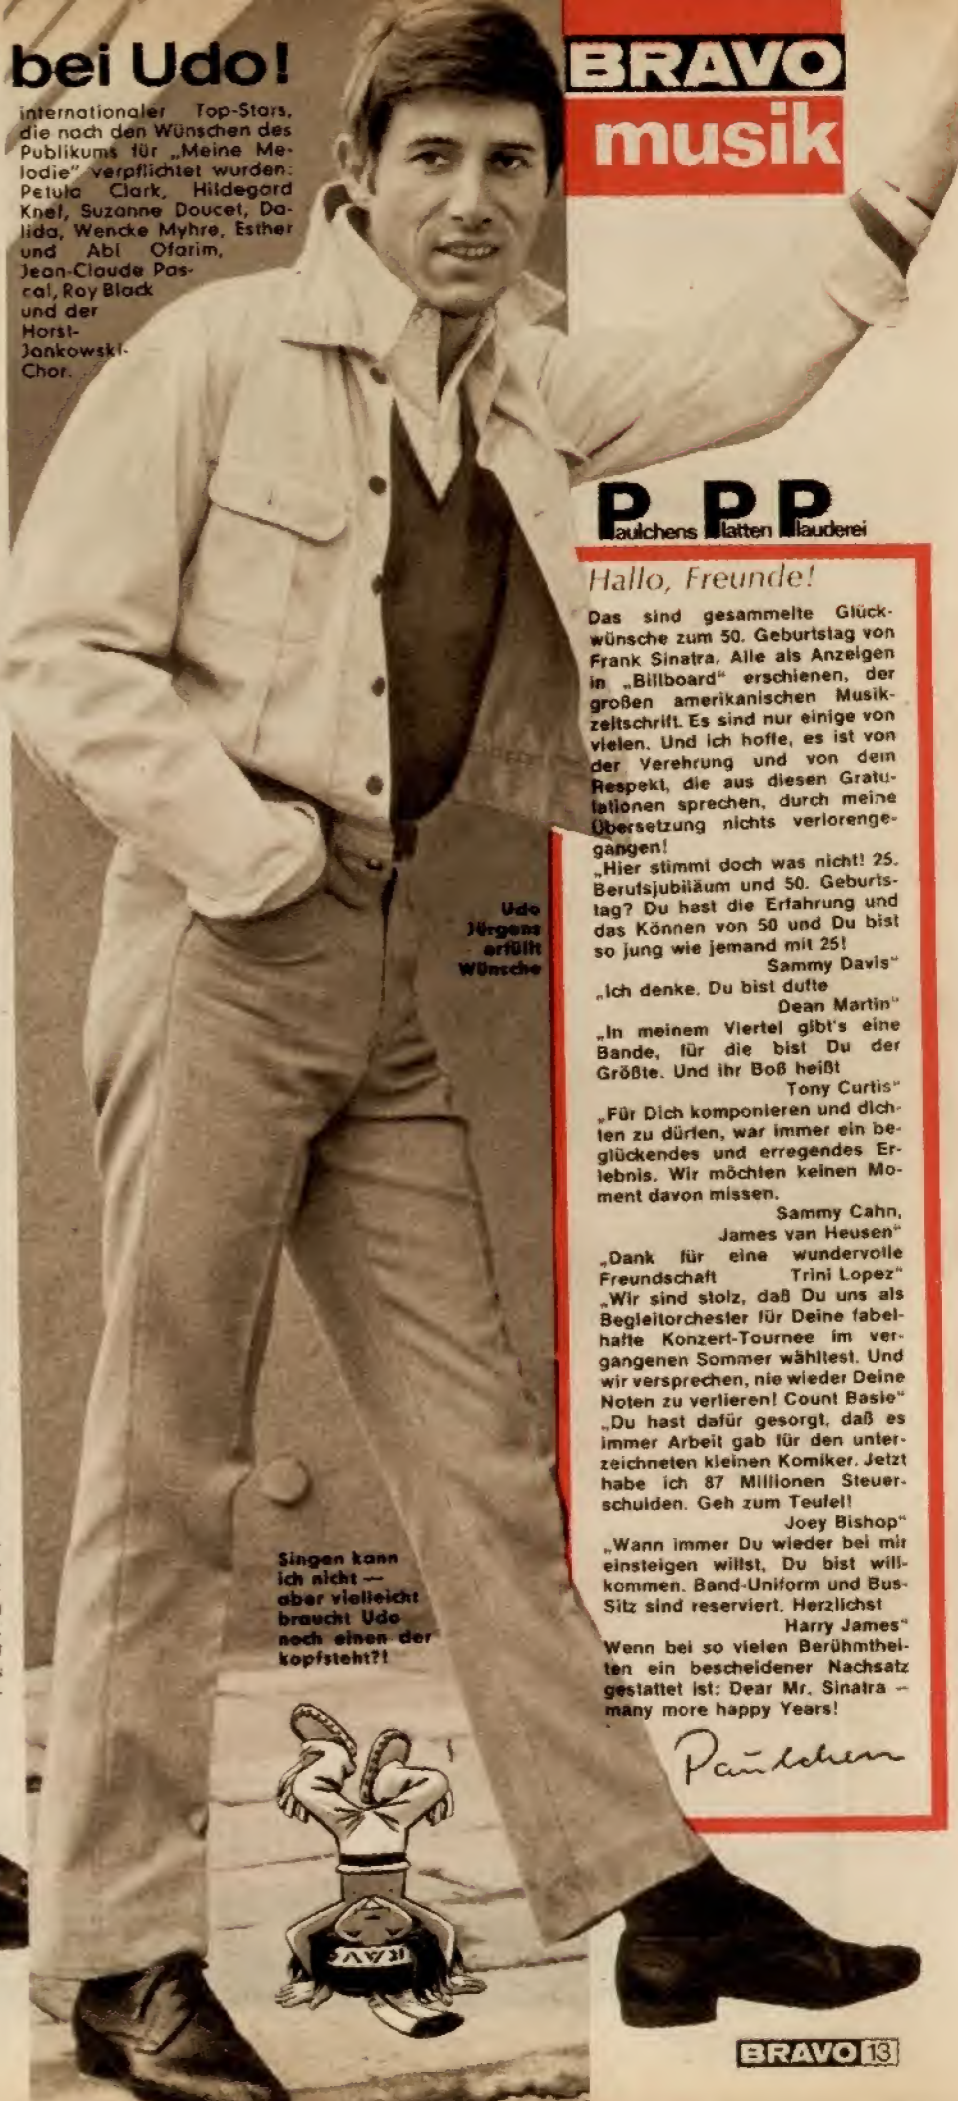 bei Udo!
internationaler Top-Stars,
die nach den Wünschen des
Publikums für „Meine Me-
lodie" verpflichtet wurden:
Petula Clark, Hildegard
Knef, Suzanne Doucet, Da-
lida, Wencke Myhre, Esther
und Abi Ofarim,
Jean-Claude Pas-
cal, Roy Black
und der
Horst-
Jankowski-
Chor.
BRAVO
musik
Paulchens Platten Plauderei
Hallo, Freunde!
Das sind gesammelte Glück-
wünsche zum 50. Geburtstag von
Frank Sinatra. Alle als Anzeigen
in „Billboard" erschienen, der
großen amerikanischen Musik-
zeitschrift. Es sind nur einige von
vielen. Und ich hoffe, es ist von
der Verehrung und von dem
Respekt, die aus diesen Gratu-
lationen sprechen, durch meine
Übersetzung nichts verlorenge-
gangen!
„Hier stimmt doch was nicht! 25.
Berufsjubiläum und 50. Geburts-
tag? Du hast die Erfahrung und
das Können von 50 und Du bist
so jung wie jemand mit 25!
Sammy Davis"
„Ich denke, Du bist dufte
Dean Martin"
„In meinem Viertel gibt's eine
Bande, für die bist Du der
Größte. Und ihr Boß heißt
Tony Curtis"
„Für Dich komponieren und dich-
ten zu dürfen, war immer ein be-
glückendes und erregendes Er-
lebnis. Wir möchten keinen Mo-
ment davon missen.
Sammy Cahn,
James van Heusen"
„Dank für eine wundervolle
Freundschaft Trini Lopez"
„Wir sind stolz, daß Du uns als
Begleitorchester für Deine fabel-
hafte Konzert-Tournee im ver-
gangenen Sommer wähltest. Und
wir versprechen, nie wieder Deine
Noten zu verlieren! Count Basie"
„Du hast dafür gesorgt, daß es
immer Arbeit gab für den unter-
zeichneten kleinen Komiker. Jetzt
habe ich 87 Millionen Steuer-
schulden. Geh zum Teufel!
Joey Bishop"
„Wann immer Du wieder bei mir
einsteigen willst, Du bist will-
kommen. Band-Uniform und Bus-
Sitz sind reserviert. Herzlichst
Harry James"
Wenn bei so vielen Berühmthei-
ten ein bescheidener Nachsatz
gestattet ist: Dear Mr. Sinatra —
many more happy Years!
Paulchen
Udo
Jürgens
erfüllt
Wünsche
Singen kann
ich nicht —
aber vielleicht
braucht Udo
noch einen der
kopfsteht?!
BRAVO
BRAVO 13